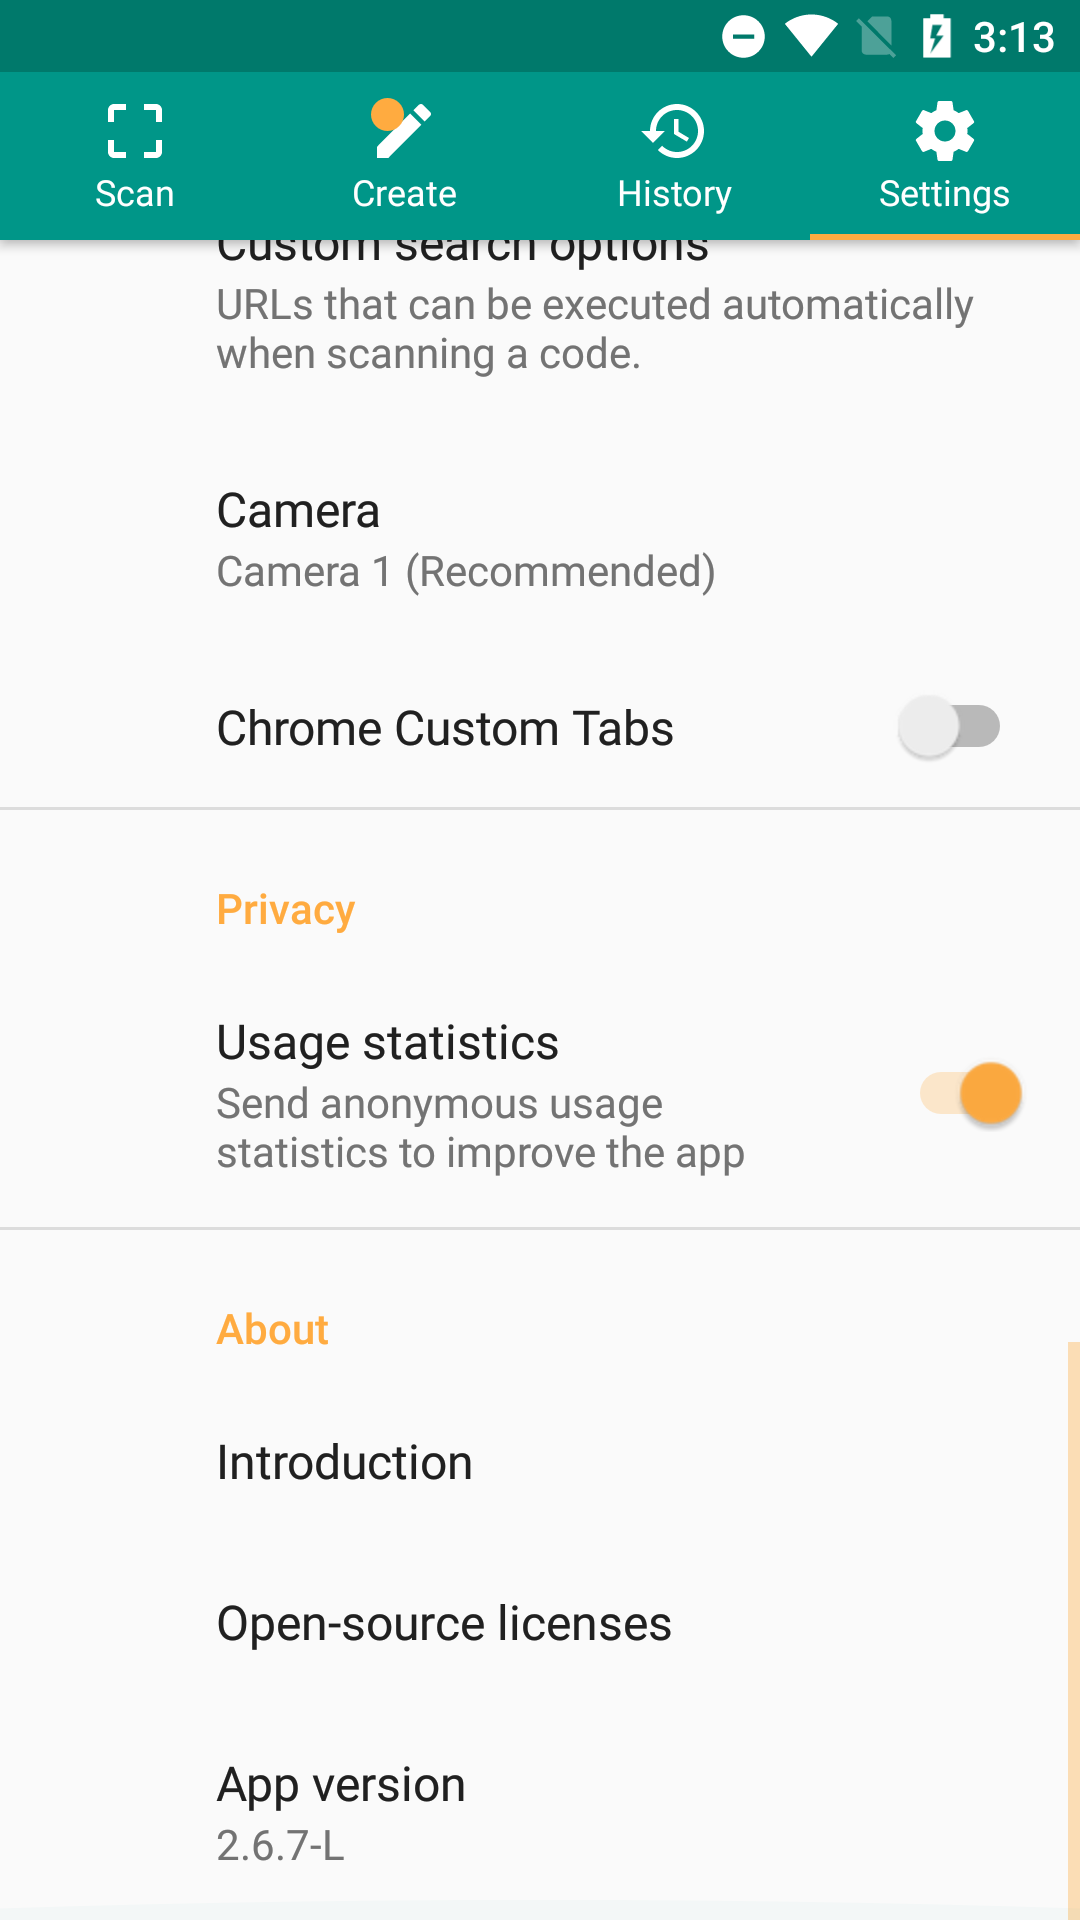 3:13
Scan
Create
History
Settings
Custom search options
URLs that can be executed automatically
when scanning a code.
Camera
Camera 1 (Recommended)
Chrome Custom Tabs
Privacy
Usage statistics
Send anonymous usage
statistics to improve the app
About
Introduction
Open-source licenses
App version
2.6.7-L